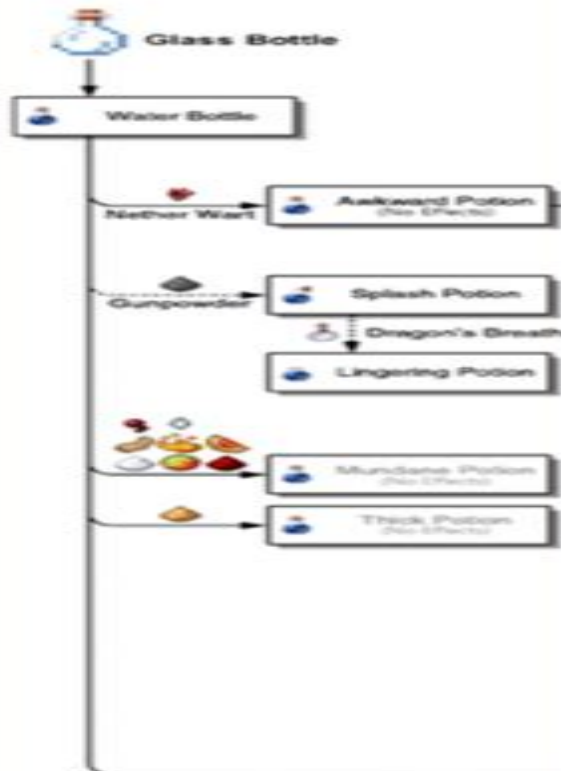 Glass Bottle
Water Bottle
Nether Wart
Awkward Potion
(No Effects)
Gunpowder
Splash Potion
Dragon's Breath
Lingering Potion
Mundane Potion
(No Effects)
Thick Potion
(No Effects)